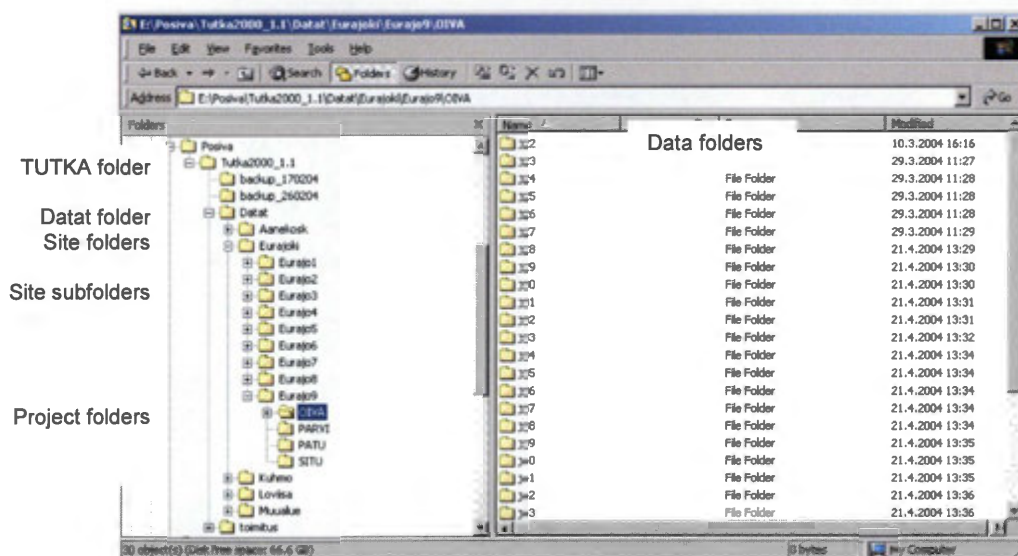 E:\Posiva\Tutka2000_1.1\Datat\Eurajoki\Eurajo9\OIVA
File Edit View Favorites Tools Help
Back Search Folders History
Address E:\Posiva\Tutka2000_1.1\Datat\Eurajoki\Eurajo9\OIVA Go
Folders
TUTKA folder
Datat folder
Site folders
Site subfolders
Project folders
Posiva
Tutka2000_1.1
backup_170204
backup_260204
Datat
Aanekosk
Eurajoki
Eurajo1
Eurajo2
Eurajo3
Eurajo4
Eurajo5
Eurajo6
Eurajo7
Eurajo8
Eurajo9
OIVA
PARVI
PATU
SITU
Kuhmo
Loviisa
Muualue
toimitus
Name Modified
Data folders
10.3.2004 16:16
29.3.2004 11:27
File Folder 29.3.2004 11:28
File Folder 29.3.2004 11:28
File Folder 29.3.2004 11:28
File Folder 29.3.2004 11:29
File Folder 21.4.2004 13:29
File Folder 21.4.2004 13:30
File Folder 21.4.2004 13:30
File Folder 21.4.2004 13:31
File Folder 21.4.2004 13:31
File Folder 21.4.2004 13:32
File Folder 21.4.2004 13:34
File Folder 21.4.2004 13:34
File Folder 21.4.2004 13:34
File Folder 21.4.2004 13:34
File Folder 21.4.2004 13:34
File Folder 21.4.2004 13:35
File Folder 21.4.2004 13:35
File Folder 21.4.2004 13:35
File Folder 21.4.2004 13:36
File Folder 21.4.2004 13:36
30 object(s) (Disk free space: 66.6 GB) 0 bytes My Computer